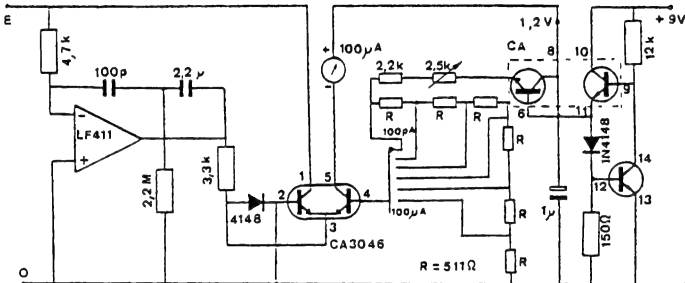 E
1,2V
+ 9V
4,7k
100µA
CA
8
10
12k
100p
2,2µ
2,2k
2,5k
+
-
9
6
11
R
R
R
LF411
-
+
100pA
R
1N4148
14
3,3k
2,2M
1
5
12
13
2
4
4148
100µA
3
1µ
150Ω
R
CA3046
O
R = 511Ω
R